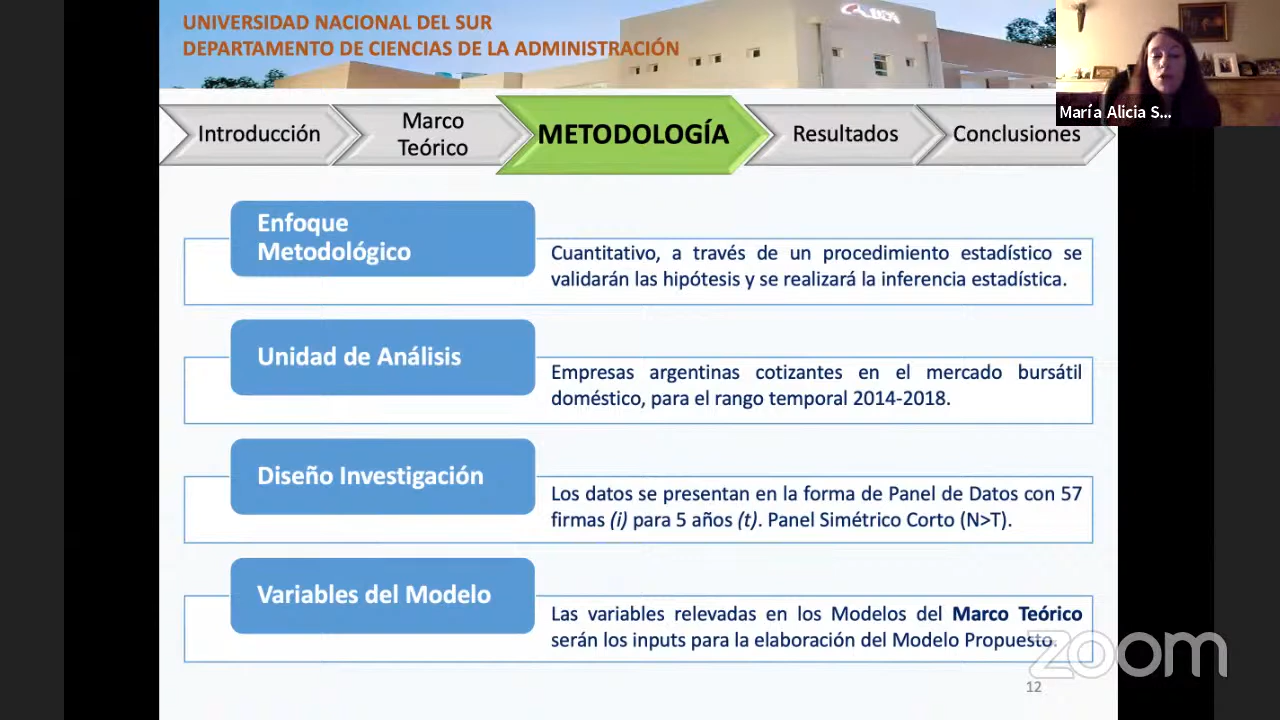 UNIVERSIDAD NACIONAL DEL SUR
DEPARTAMENTO DE CIENCIAS DE LA ADMINISTRACIÓN
María Alicia S...
Introducción
Marco
Teórico
METODOLOGÍA
Resultados
Conclusiones
Enfoque
Metodológico
Cuantitativo, a través de un procedimiento estadístico se
validarán las hipótesis y se realizará la inferencia estadística.
Unidad de Análisis
Empresas argentinas cotizantes en el mercado bursátil
doméstico, para el rango temporal 2014-2018.
Diseño Investigación
Los datos se presentan en la forma de Panel de Datos con 57
firmas (i) para 5 años (t). Panel Simétrico Corto (N>T).
Variables del Modelo
Las variables relevadas en los Modelos del Marco Teórico
serán los inputs para la elaboración del Modelo Propuesto.
zoom
12